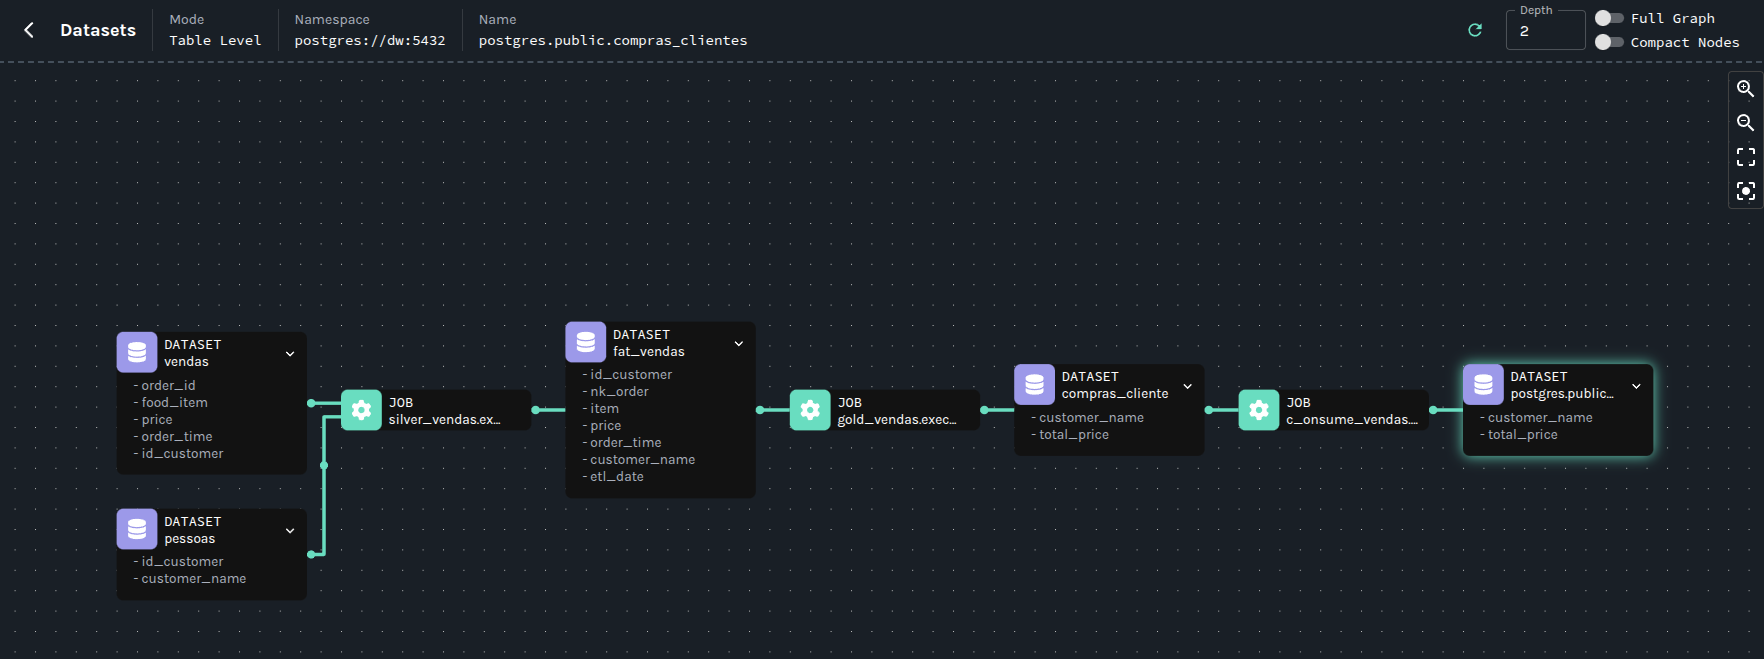 Datasets
Mode
Table Level
Namespace
postgres://dw:5432
Name
postgres.public.compras_clientes
Depth
2
Full Graph
Compact Nodes
DATASET
vendas
- order_id
- food_item
- price
- order_time
- id_customer
DATASET
pessoas
- id_customer
- customer_name
JOB
silver_vendas.ex...
DATASET
fat_vendas
- id_customer
- nk_order
- item
- price
- order_time
- customer_name
- etl_date
JOB
gold_vendas.exec...
DATASET
compras_cliente
- customer_name
- total_price
JOB
c_onsume_vendas....
DATASET
postgres.public...
- customer_name
- total_price